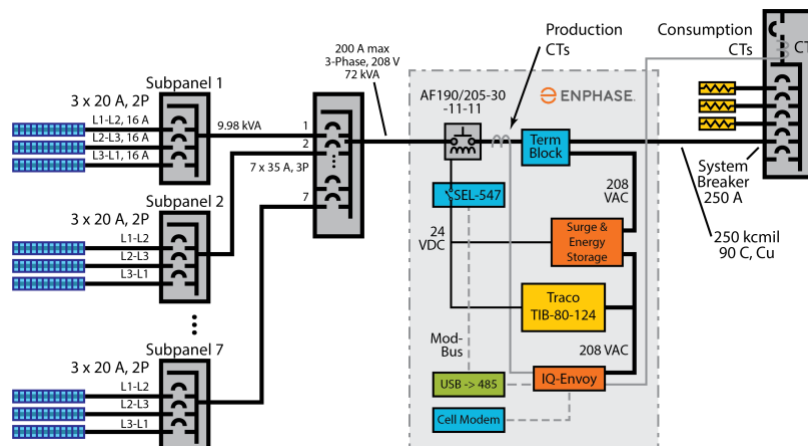 Subpanel 1
3 x 20 A, 2P
L1-L2, 16 A
L2-L3, 16 A
L3-L1, 16 A
9.98 kVA
Subpanel 2
3 x 20 A, 2P
L1-L2
L2-L3
L3-L1
Subpanel 7
3 x 20 A, 2P
L1-L2
L2-L3
L3-L1
200 A max
3-Phase, 208 V
72 kVA
1
2
7 x 35 A, 3P
7
Production
CTs
AF190/205-30
-11-11
ENPHASE.
Term
Block
SEL-547
208
VAC
24
VDC
Surge &
Energy
Storage
Traco
TIB-80-124
Mod-
Bus
208 VAC
USB -> 485
IQ-Envoy
Cell Modem
Consumption
CTs
CT
System
Breaker
250 A
250 kcmil
90 C, Cu